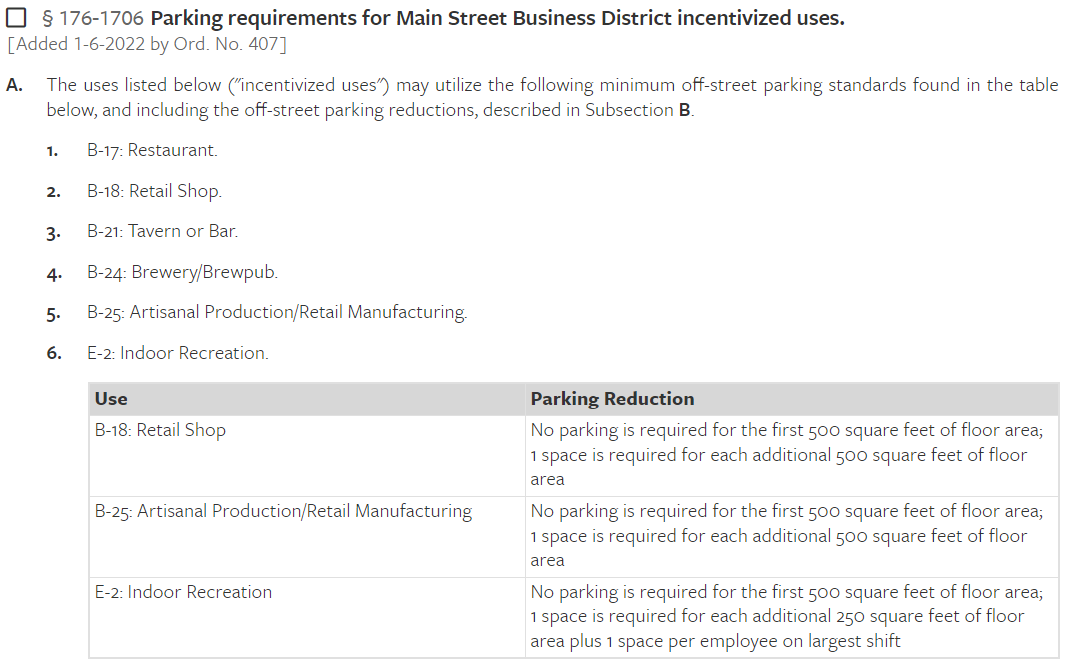 § 176-1706 Parking requirements for Main Street Business District incentivized uses.
[Added 1-6-2022 by Ord. No. 407]
A. The uses listed below ("incentivized uses") may utilize the following minimum off-street parking standards found in the table
below, and including the off-street parking reductions, described in Subsection B.
1. B-17: Restaurant.
2. B-18: Retail Shop.
3. B-21: Tavern or Bar.
4. B-24: Brewery/Brewpub.
5. B-25: Artisanal Production/Retail Manufacturing.
6. E-2: Indoor Recreation.
Use Parking Reduction
B-18: Retail Shop No parking is required for the first 500 square feet of floor area;
1 space is required for each additional 500 square feet of floor
area
B-25: Artisanal Production/Retail Manufacturing No parking is required for the first 500 square feet of floor area;
1 space is required for each additional 500 square feet of floor
area
E-2: Indoor Recreation No parking is required for the first 500 square feet of floor area;
1 space is required for each additional 250 square feet of floor
area plus 1 space per employee on largest shift